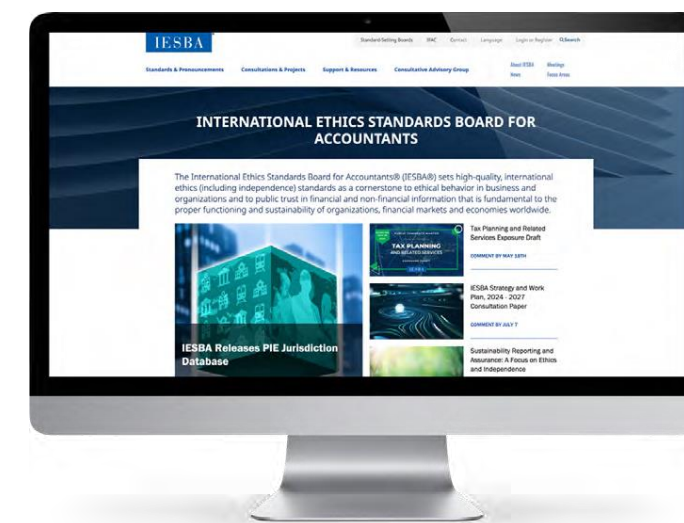 IESBA
Standard-Setting Boards IFAC Contact Language Login or Register Search
Standards & Pronouncements Consultations & Projects Support & Resources Consultative Advisory Group
About IESBA Meetings
News Focus Areas
INTERNATIONAL ETHICS STANDARDS BOARD FOR
ACCOUNTANTS
The International Ethics Standards Board for Accountants® (IESBA®) sets high-quality, international
ethics (including independence) standards as a cornerstone to ethical behavior in business and
organizations and to public trust in financial and non-financial information that is fundamental to the
proper functioning and sustainability of organizations, financial markets and economies worldwide.
IESBA Releases PIE Jurisdiction
Database
TAX PLANNING
AND RELATED SERVICES
IESBA
Tax Planning and Related
Services Exposure Draft
COMMENT BY MAY 18TH
IESBA Strategy and Work
Plan, 2024 - 2027
Consultation Paper
COMMENT BY JULY 7
Sustainability Reporting and
Assurance: A Focus on Ethics
and Independence